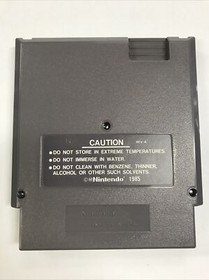 CAUTION
●DO NOT STORE IN EXTREME TEMPERATURES.
●DO NOT IMMERSE IN WATER.
●DO NOT CLEAN WITH BENZENE, THINNER,
ALCOHOL OR OTHER SUCH SOLVENTS.
Nintendo 1985